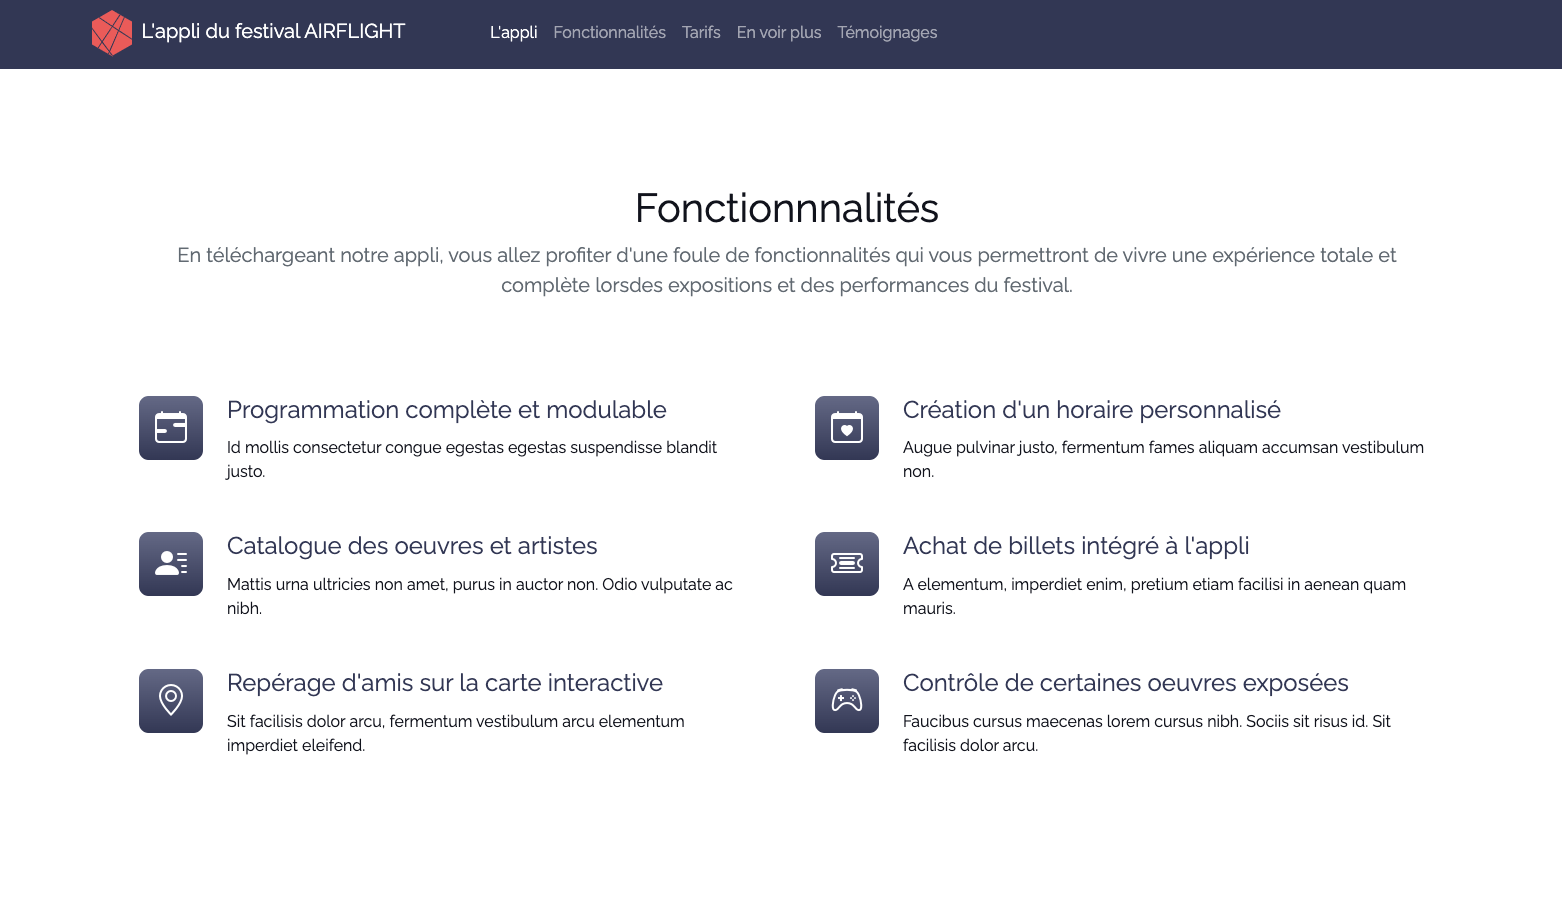 L'appli du festival AIRFLIGHT
L'appli Fonctionnalités Tarifs En voir plus Témoignages
Fonctionnnalités
En téléchargeant notre appli, vous allez profiter d'une foule de fonctionnalités qui vous permettront de vivre une expérience totale et
complète lorsdes expositions et des performances du festival.
Programmation complète et modulable
Id mollis consectetur congue egestas egestas suspendisse blandit
justo.
Création d'un horaire personnalisé
Augue pulvinar justo, fermentum fames aliquam accumsan vestibulum
non.
Catalogue des oeuvres et artistes
Mattis urna ultricies non amet, purus in auctor non. Odio vulputate ac
nibh.
Achat de billets intégré à l'appli
A elementum, imperdiet enim, pretium etiam facilisi in aenean quam
mauris.
Repérage d'amis sur la carte interactive
Sit facilisis dolor arcu, fermentum vestibulum arcu elementum
imperdiet eleifend.
Contrôle de certaines oeuvres exposées
Faucibus cursus maecenas lorem cursus nibh. Sociis sit risus id. Sit
facilisis dolor arcu.